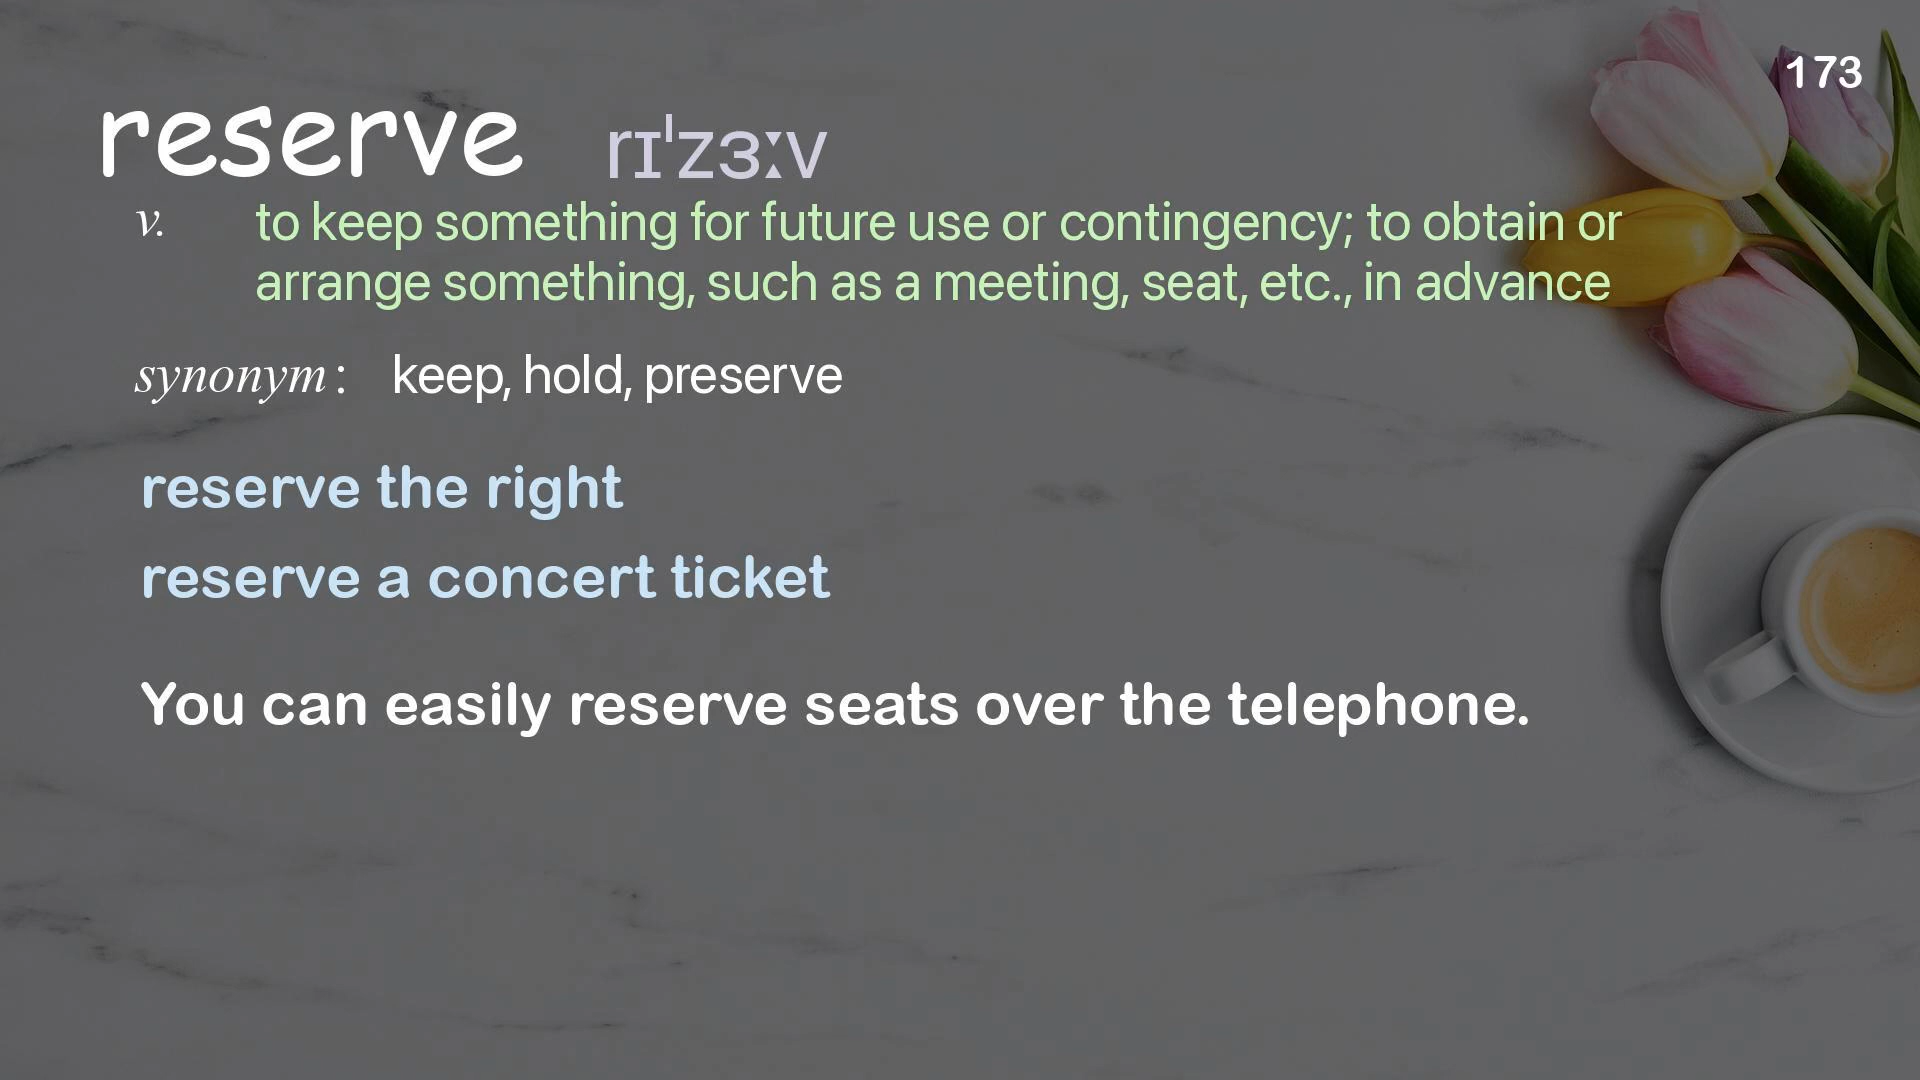 173
reserve rɪˈzɜːv
v. to keep something for future use or contingency; to obtain or
arrange something, such as a meeting, seat, etc., in advance
synonym: keep, hold, preserve
reserve the right
reserve a concert ticket
You can easily reserve seats over the telephone.